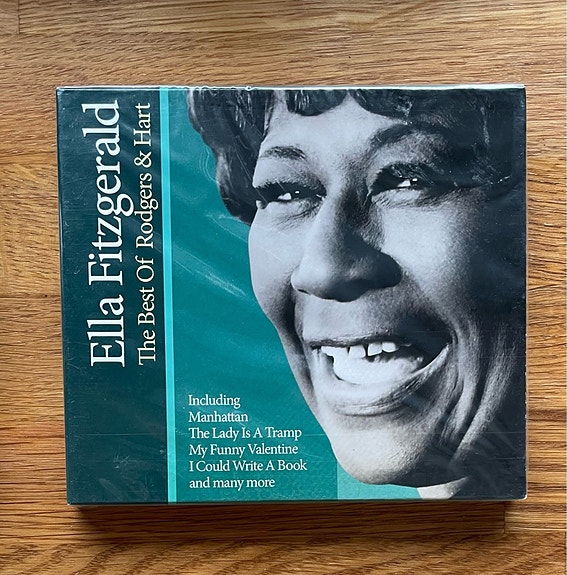 Ella Fitzgerald
The Best Of Rodgers & Hart
Including
Manhattan
The Lady Is A Tramp
My Funny Valentine
I Could Write A Book
and many more